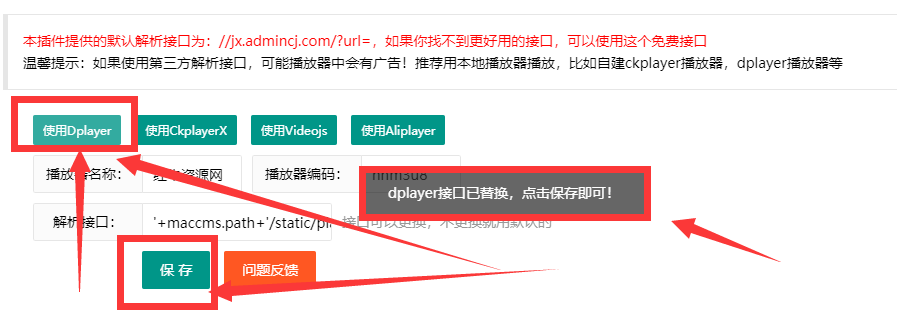 本插件提供的默认解析接口为：//jx.admincj.com/?url=，如果你找不到更好用的接口，可以使用这个免费接口
温馨提示：如果使用第三方解析接口，可能播放器中会有广告！推荐用本地播放器播放，比如自建ckplayer播放器，dplayer播放器等
使用Dplayer 使用CkplayerX 使用Videojs 使用Aliplayer
播放器名称： 资源网 播放器编码： hnm3u8
dplayer接口已替换，点击保存即可！
解析接口： '+maccms.path+'/static/pl 接口可以更换，不更换就用默认的
保 存 问题反馈